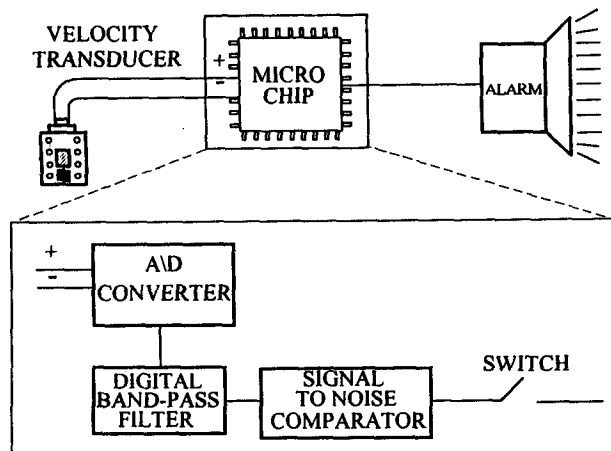 VELOCITY
TRANSDUCER
+
-
MICRO
CHIP
ALARM
+
-
A\D
CONVERTER
DIGITAL
BAND-PASS
FILTER
SIGNAL
TO NOISE
COMPARATOR
SWITCH